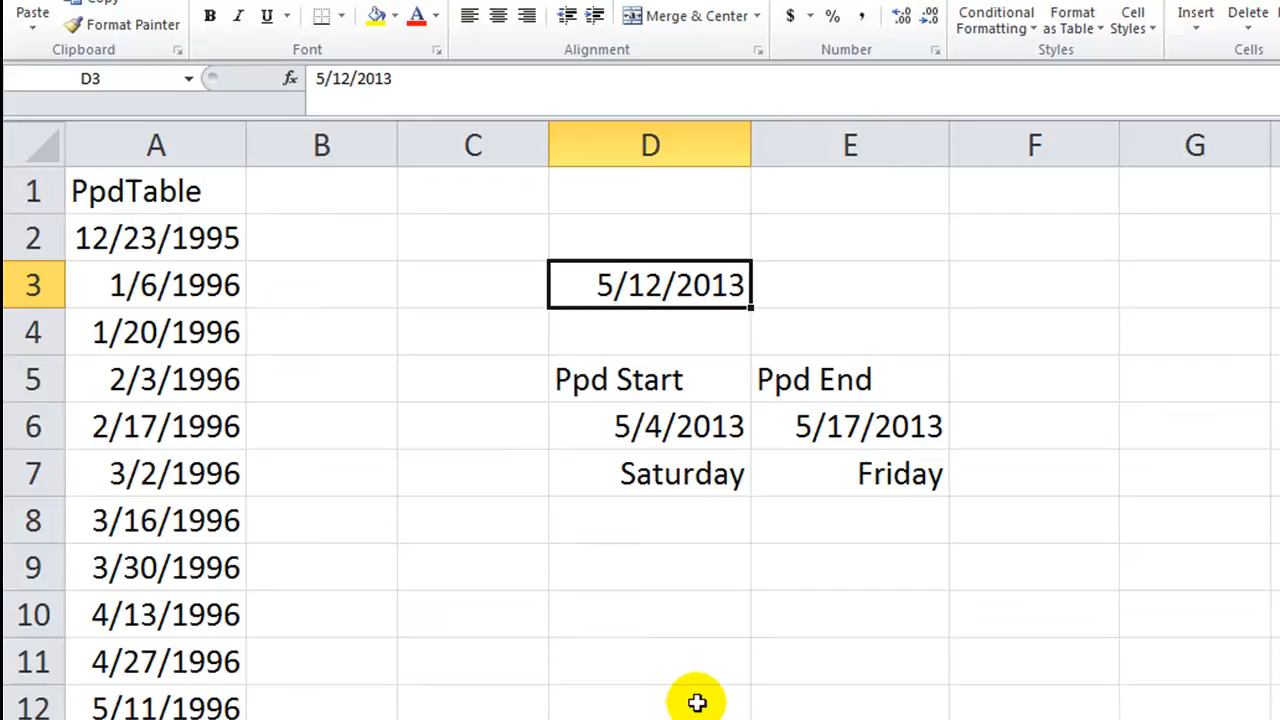 Paste
Copy
Format Painter
Clipboard
B I U
Font
Alignment
Merge & Center
$ % ,
Number
Conditional Formatting
Format as Table
Cell Styles
Styles
Insert
Delete
Cells
D3
fx
5/12/2013
A B C D E F G
1 PpdTable
2 12/23/1995
3 1/6/1996 5/12/2013
4 1/20/1996
5 2/3/1996 Ppd Start Ppd End
6 2/17/1996 5/4/2013 5/17/2013
7 3/2/1996 Saturday Friday
8 3/16/1996
9 3/30/1996
10 4/13/1996
11 4/27/1996
12 5/11/1996